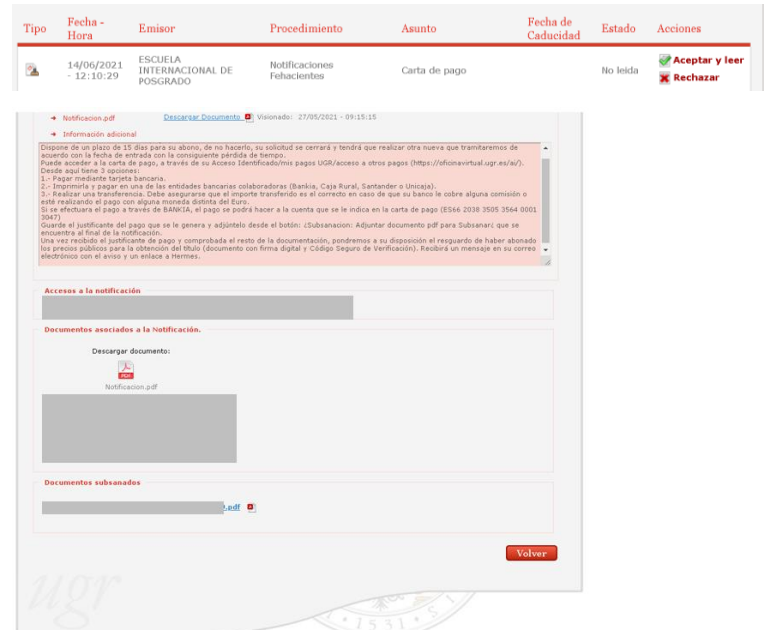 Tipo Fecha - Hora Emisor Procedimiento Asunto Fecha de Caducidad Estado Acciones
14/06/2021 - 12:10:29 ESCUELA INTERNACIONAL DE POSGRADO Notificaciones Fehacientes Carta de pago No leida Aceptar y leer
Rechazar
Notificacion.pdf Descargar Documento Visionado: 27/05/2021 - 09:15:15
Información adicional
Dispone de un plazo de 15 días para su abono, de no hacerlo, su solicitud se cerrará y tendrá que realizar otra nueva que tramitaremos de
acuerdo con la fecha de entrada con la consiguiente pérdida de tiempo.
Puede acceder a la carta de pago, a través de su Acceso Identificado/mis pagos UGR/acceso a otros pagos (https://oficinavirtual.ugr.es/ai/).
Desde aquí tiene 3 opciones:
1.- Pagar mediante tarjeta bancaria.
2.- Imprimirla y pagar en una de las entidades bancarias colaboradoras (Bankia, Caja Rural, Santander o Unicaja).
3.- Realizar una transferencia. Debe asegurarse que el importe transferido es el correcto en caso de que su banco le cobre alguna comisión o
esté realizando el pago con alguna moneda distinta del Euro.
Si se efectuara el pago a través de BANKIA, el pago se podrá hacer a la cuenta que se le indica en la carta de pago (ES66 2038 3505 3564 0001
3047)
Guarde el justificante del pago que se le genera y adjúntelo desde el botón: ¿Subsanacion: Adjuntar documento pdf para Subsanar¿ que se
encuentra al final de la notificación.
Una vez recibido el justificante de pago y comprobada el resto de la documentación, pondremos a su disposición el resguardo de haber abonado
los precios públicos para la obtención del título (documento con firma digital y Código Seguro de Verificación). Recibirá un mensaje en su correo
electrónico con el aviso y un enlace a Hermes.
Accesos a la notificación
Documentos asociados a la Notificación.
Descargar documento:
PDF
Notificacion.pdf
Documentos subsanados
.pdf
Volver
ugr
1531